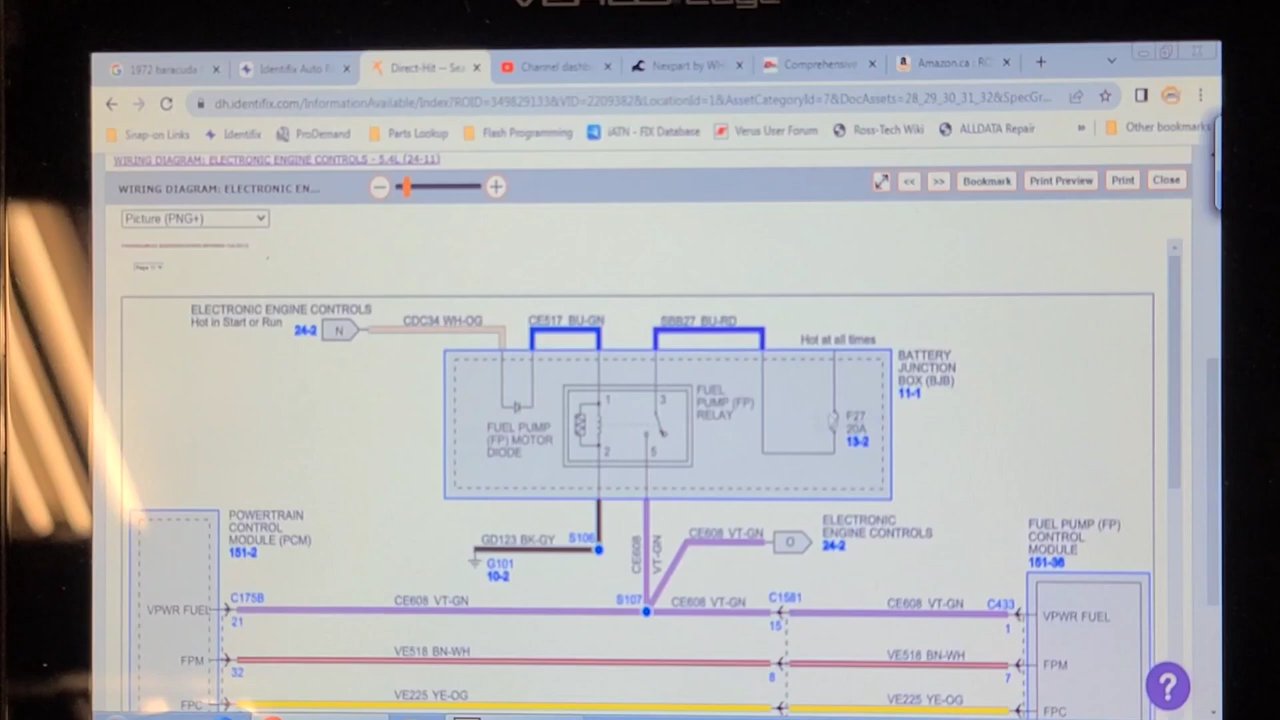 1972 baracuda
Identifix Auto
Direct-Hit --
Channel dashb
Nexpart by WH
Comprehensive
Amazon.ca
dh.identifix.com/InformationAvailable/Index?ROID=349829133&VID=2209382&LocationId=1&AssetCategoryId=7&DocAssets=28_29_30_31_32&SpecGr...
Snap-on Links
Identifix
ProDemand
Parts Lookup
Flash Programming
iATN - FIX Database
Verus User Forum
Ross-Tech Wiki
ALLDATA Repair
»
Other bookmarks
WIRING DIAGRAM: ELECTRONIC ENGINE CONTROLS - 5.4L (24-11)
WIRING DIAGRAM: ELECTRONIC EN...
<<
>>
Bookmark
Print Preview
Print
Close
Picture (PNG+)
ELECTRONIC ENGINE CONTROLS
Hot in Start or Run
24-2
N
CDC34 WH-OG
CE517 BU-GN
SBB27 BU-RD
Hot at all times
BATTERY
JUNCTION
BOX (BJB)
11-1
FUEL
PUMP (FP)
RELAY
1
3
2
5
F27
20A
13-2
FUEL PUMP
(FP) MOTOR
DIODE
POWERTRAIN
CONTROL
MODULE (PCM)
151-2
GD123 BK-GY
S106
G101
10-2
CE608
VT-GN
CE608 VT-GN
O
ELECTRONIC
ENGINE CONTROLS
24-2
FUEL PUMP (FP)
CONTROL
MODULE
151-36
VPWR FUEL
C175B
21
CE608 VT-GN
S107
CE608 VT-GN
C1581
15
CE608 VT-GN
C433
1
VPWR FUEL
FPM
32
VE518 BN-WH
8
VE518 BN-WH
7
FPM
FPC
VE225 YE-OG
VE225 YE-OG
FPC
?